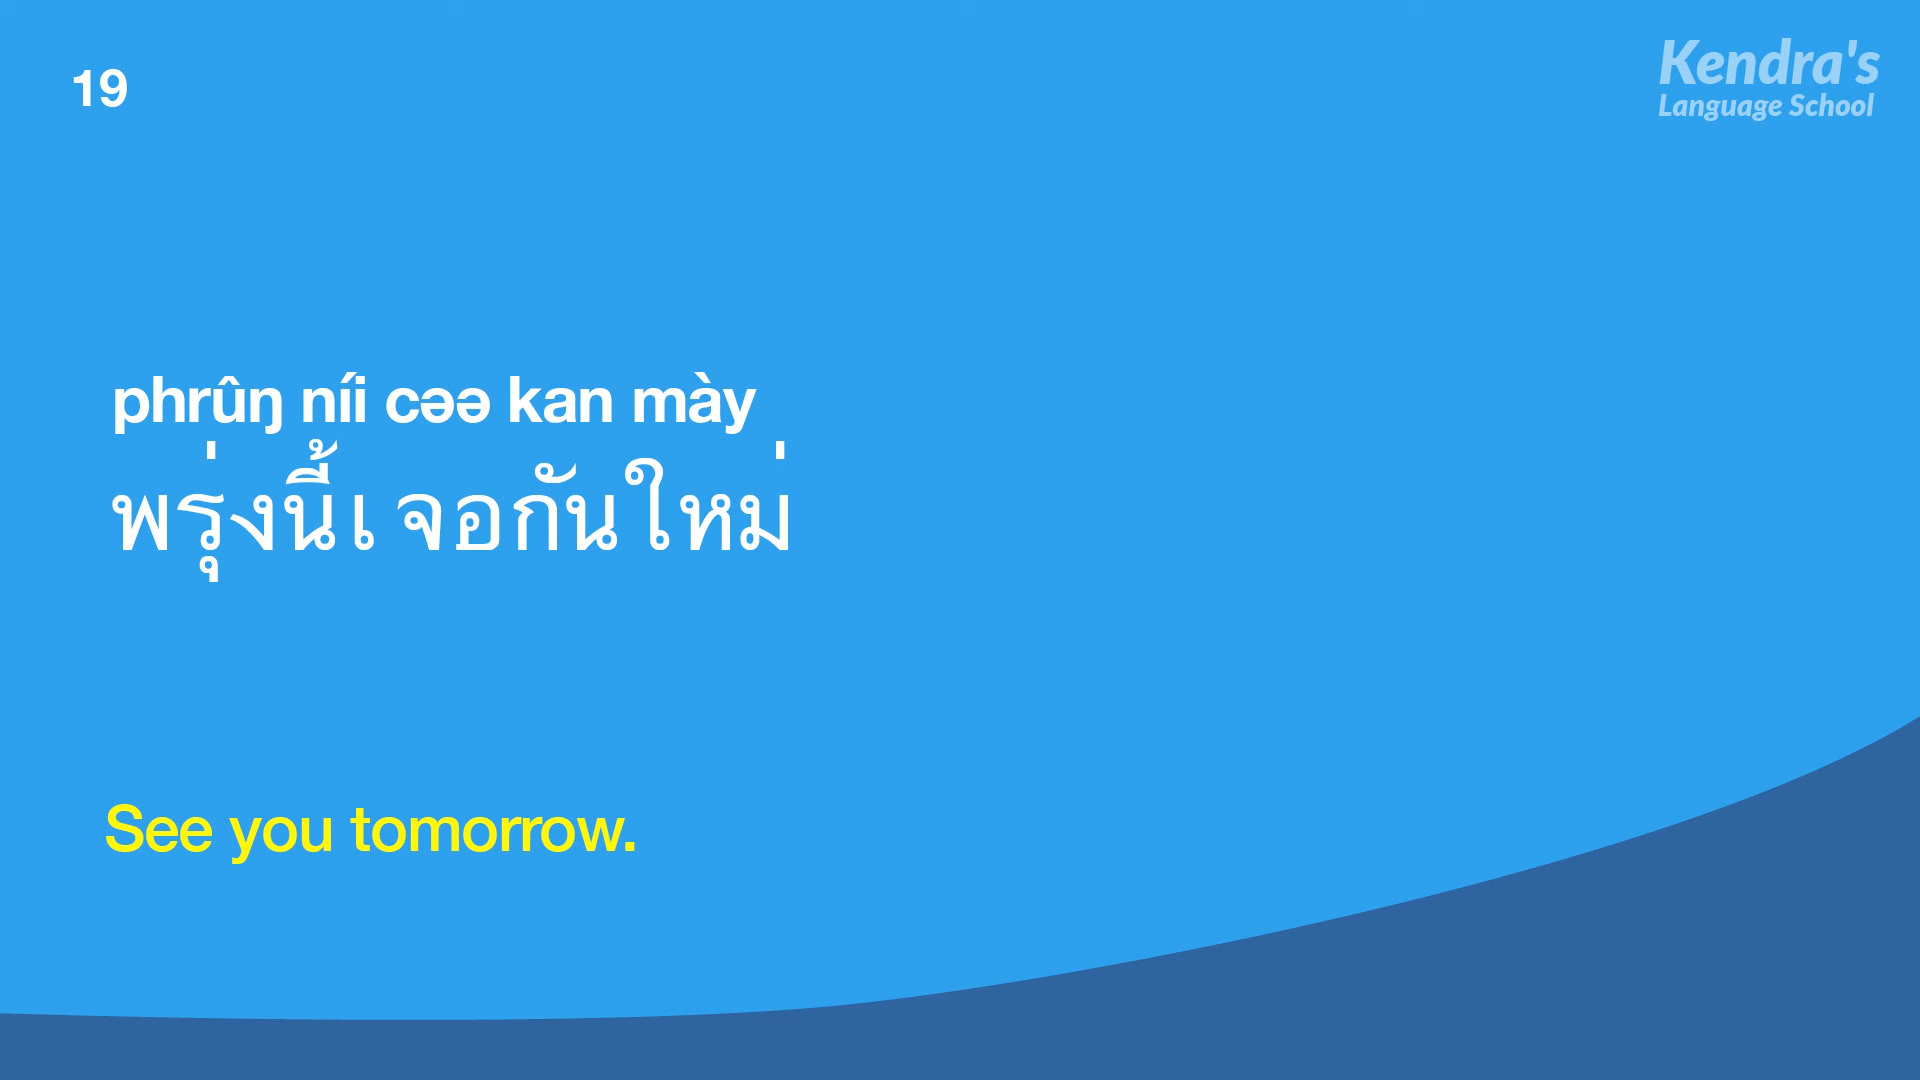 19
Kendra's
Language School
phrûŋ níi cəə kan mày
พรุ่งนี้เจอกันใหม่
See you tomorrow.